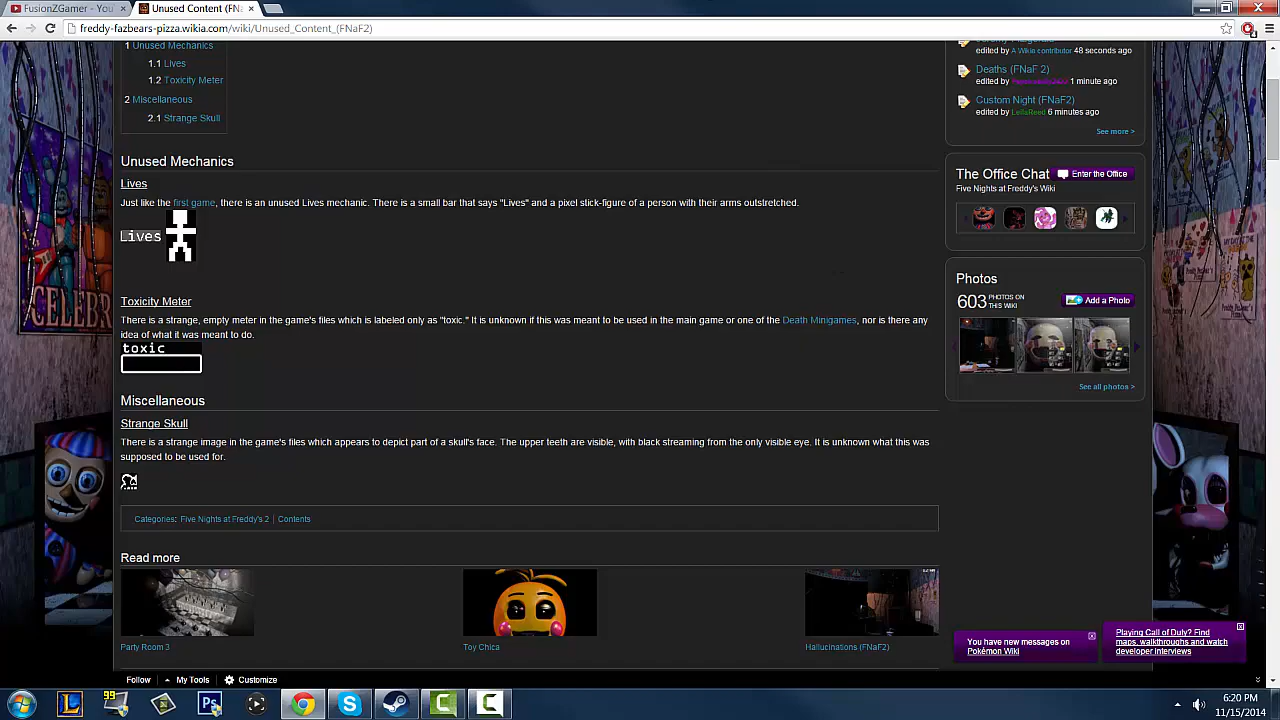 FusionZGamer - You
Unused Content (FNa
freddy-fazbears-pizza.wikia.com/wiki/Unused_Content_(FNaF2)
1 Unused Mechanics
1.1 Lives
1.2 Toxicity Meter
2 Miscellaneous
2.1 Strange Skull
Unused Mechanics
Lives
Just like the first game, there is an unused Lives mechanic. There is a small bar that says "Lives" and a pixel stick-figure of a person with their arms outstretched.
Lives
Toxicity Meter
There is a strange, empty meter in the game's files which is labeled only as "toxic." It is unknown if this was meant to be used in the main game or one of the Death Minigames, nor is there any
idea of what it was meant to do.
toxic
Miscellaneous
Strange Skull
There is a strange image in the game's files which appears to depict part of a skull's face. The upper teeth are visible, with black streaming from the only visible eye. It is unknown what this was
supposed to be used for.
Categories: Five Nights at Freddy's 2 | Contents
Read more
Party Room 3
Toy Chica
Hallucinations (FNaF2)
edited by A Wikia contributor 48 seconds ago
Deaths (FNaF 2)
edited by 1 minute ago
Custom Night (FNaF2)
edited by LeilaReed 6 minutes ago
See more >
The Office Chat
Enter the Office
Five Nights at Freddy's Wiki
Photos
603 PHOTOS ON
THIS WIKI
Add a Photo
See all photos >
CELEBR
You have new messages on
Pokémon Wiki
Playing Call of Duty? Find
maps, walkthroughs and watch
developer interviews
Follow
My Tools
Customize
99
Ps
6:20 PM
11/15/2014